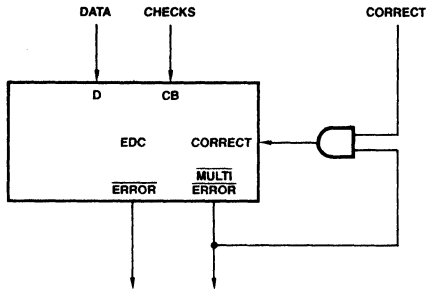 DATA CHECKS CORRECT
D CB
EDC CORRECT
ERROR MULTI ERROR